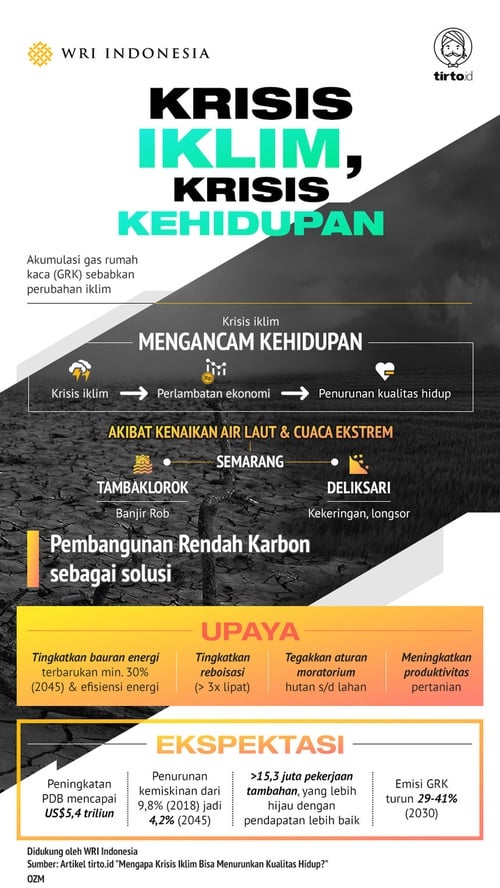 WRI INDONESIA
tirto.id
KRISIS
IKLIM,
KRISIS
KEHIDUPAN
Akumulasi gas rumah
kaca (GRK) sebabkan
perubahan iklim
Krisis iklim
MENGANCAM KEHIDUPAN
Krisis iklim
Perlambatan ekonomi
Penurunan kualitas hidup
AKIBAT KENAIKAN AIR LAUT & CUACA EKSTREM
SEMARANG
TAMBAKLOROK
Banjir Rob
DELIKSARI
Kekeringan, longsor
Pembangunan Rendah Karbon
sebagai solusi
UPAYA
Tingkatkan bauran energi
terbarukan min. 30%
(2045) & efisiensi energi
Tingkatkan
reboisasi
(> 3x lipat)
Tegakkan aturan
moratorium
hutan s/d lahan
Meningkatkan
produktivitas
pertanian
EKSPEKTASI
Peningkatan
PDB mencapai
US$5,4 triliun
Penurunan
kemiskinan dari
9,8% (2018) jadi
4,2% (2045)
>15,3 juta pekerjaan
tambahan, yang lebih
hijau dengan
pendapatan lebih baik
Emisi GRK
turun 29-41%
(2030)
Didukung oleh WRI Indonesia
Sumber: Artikel tirto.id "Mengapa Krisis Iklim Bisa Menurunkan Kualitas Hidup?"
OZM